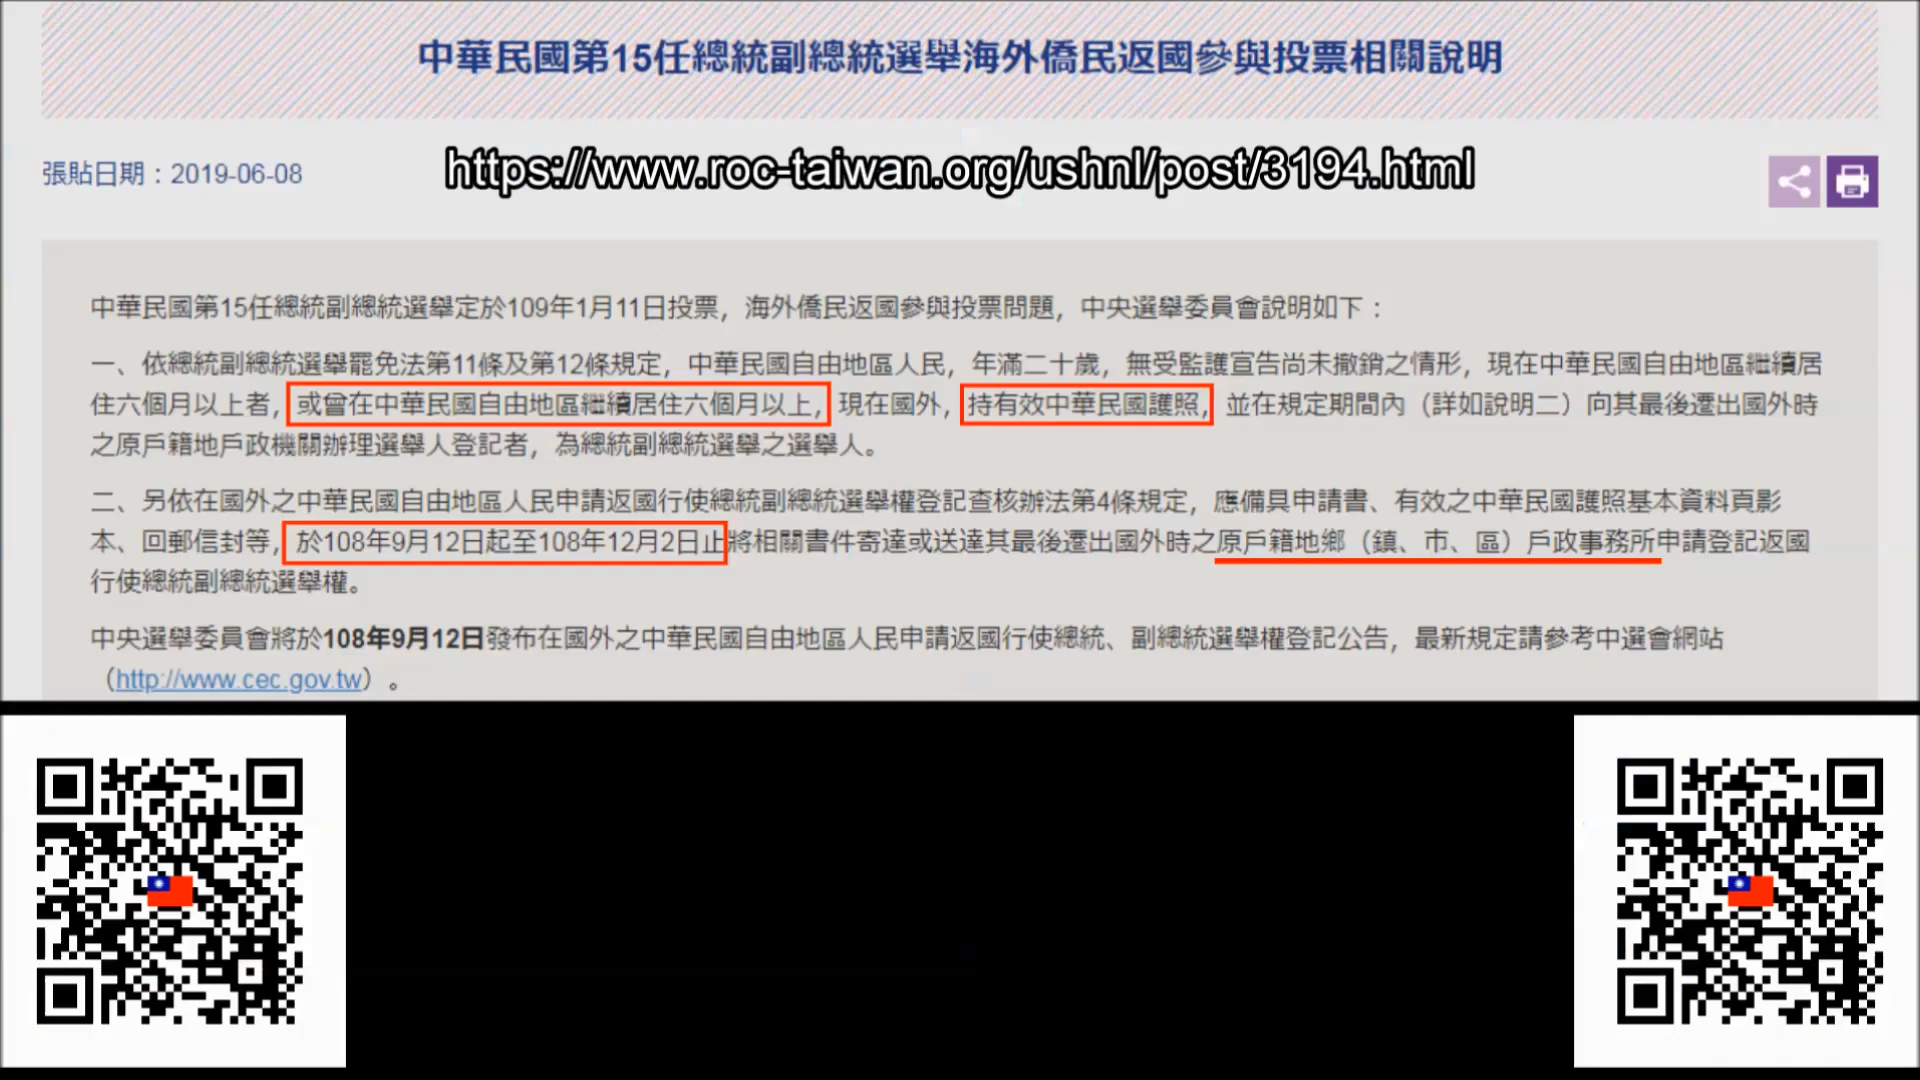 中華民國第15任總統副總統選舉海外僑民返國參與投票相關說明
張貼日期：2019-06-08
https://www.roc-taiwan.org/ushnl/post/3194.html
中華民國第15任總統副總統選舉定於109年1月11日投票，海外僑民返國參與投票問題，中央選舉委員會說明如下：
一、依總統副總統選舉罷免法第11條及第12條規定，中華民國自由地區人民，年滿二十歲，無受監護宣告尚未撤銷之情形，現在中華民國自由地區繼續居
住六個月以上者，或曾在中華民國自由地區繼續居住六個月以上，現在國外，持有效中華民國護照，並在規定期間內（詳如說明二）向其最後遷出國外時
之原戶籍地戶政機關辦理選舉人登記者，為總統副總統選舉之選舉人。
二、另依在國外之中華民國自由地區人民申請返國行使總統副總統選舉權登記查核辦法第4條規定，應備具申請書、有效之中華民國護照基本資料頁影
本、回郵信封等，於108年9月12日起至108年12月2日止將相關書件寄達或送達其最後遷出國外時之原戶籍地鄉（鎮、市、區）戶政事務所申請登記返國
行使總統副總統選舉權。
中央選舉委員會將於108年9月12日發布在國外之中華民國自由地區人民申請返國行使總統、副總統選舉權登記公告，最新規定請參考中選會網站
（http://www.cec.gov.tw）。